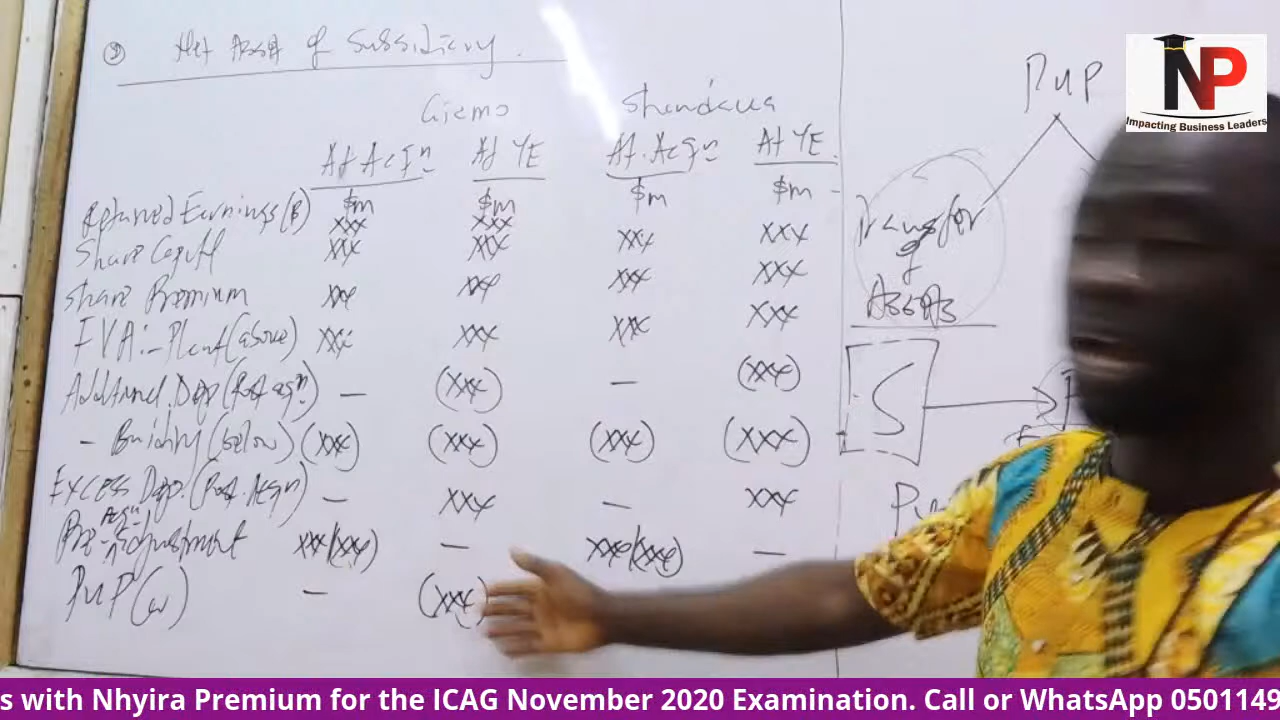 ③ Net Asset of Subsidiary.
Gizmo Shandana
At Acqn At YE At Acqn At YE
$m $m $m $m
Retained Earnings (B) xxx xxx xxx xxx
Share Capital xxx xxx xxx xxx
Share Premium xxx xxx xxx xxx
FVA:- Plant (above) xxx xxx
Additional Dep (Post acqn) - (xxx) - (xxx)
- Building (below) (xxx) (xxx) (xxx) (xxx)
Excess Dep. (Post. Acqn) - xxx - xxx
Pre-Acqn Adjustment xxx/(xxx) - xxx/(xxx) -
PUP (w) - (xxx)
PUP
Transfer
of
Assets
S
NP
Impacting Business Leaders
s with Nhyira Premium for the ICAG November 2020 Examination. Call or WhatsApp 0501149